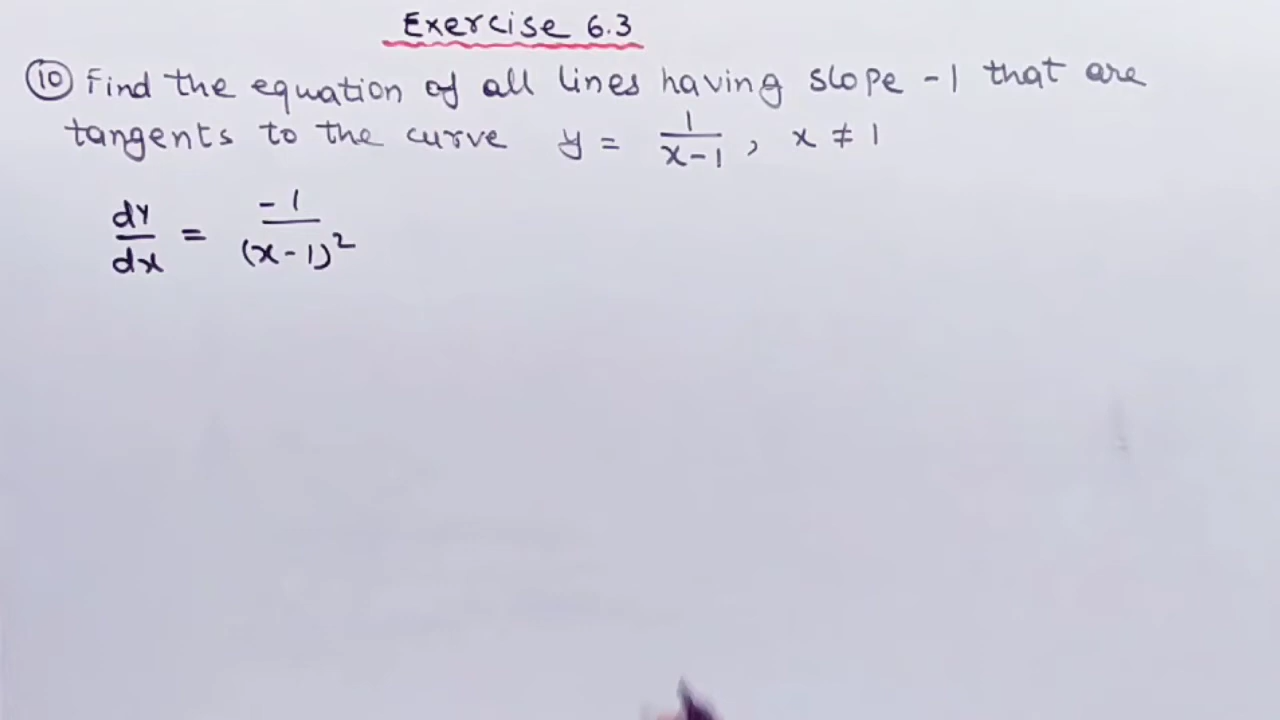 Exercise 6.3
⑩ Find the equation of all lines having slope -1 that are
tangents to the curve y = 1/(x-1), x ≠ 1
dy/dx = -1/(x-1)²